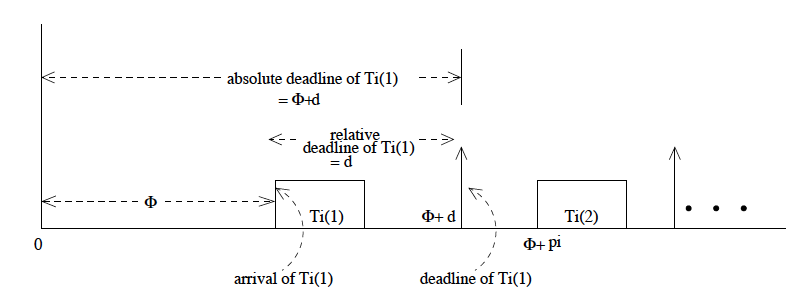 absolute deadline of Ti(1)
= Φ+d
relative
deadline of Ti(1)
= d
Φ
Ti(1)
Φ+ d
Ti(2)
0
Φ+ pi
arrival of Ti(1)
deadline of Ti(1)